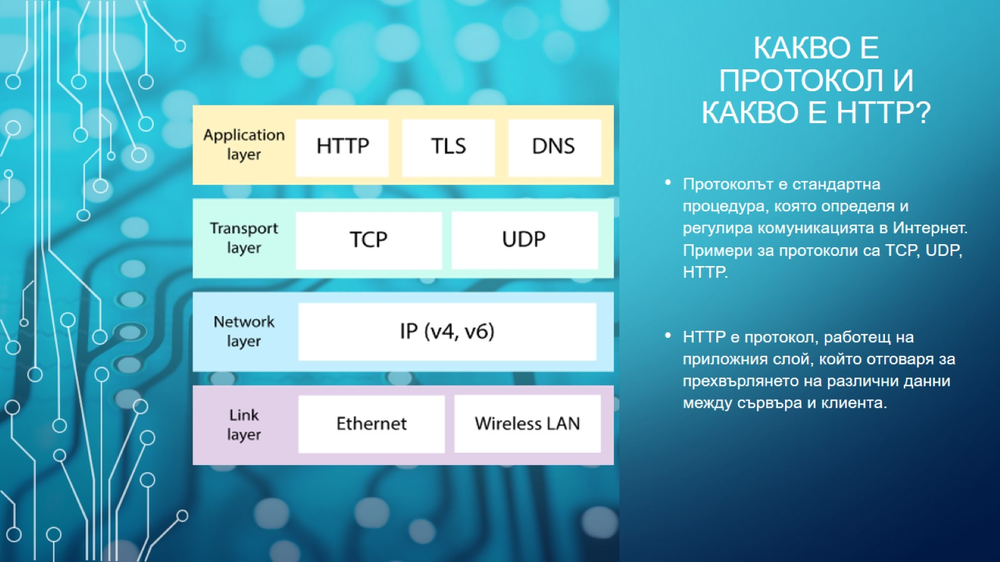 КАКВО Е
ПРОТОКОЛ И
КАКВО Е HTTP?
Application
layer
HTTP
TLS
DNS
Transport
layer
TCP
UDP
Network
layer
IP (v4, v6)
Link
layer
Ethernet
Wireless LAN
• Протоколът е стандартна
процедура, която определя и
регулира комуникацията в Интернет.
Примери за протоколи са TCP, UDP,
HTTP.
• HTTP е протокол, работещ на
приложния слой, който отговаря за
прехвърлянето на различни данни
между сървъра и клиента.